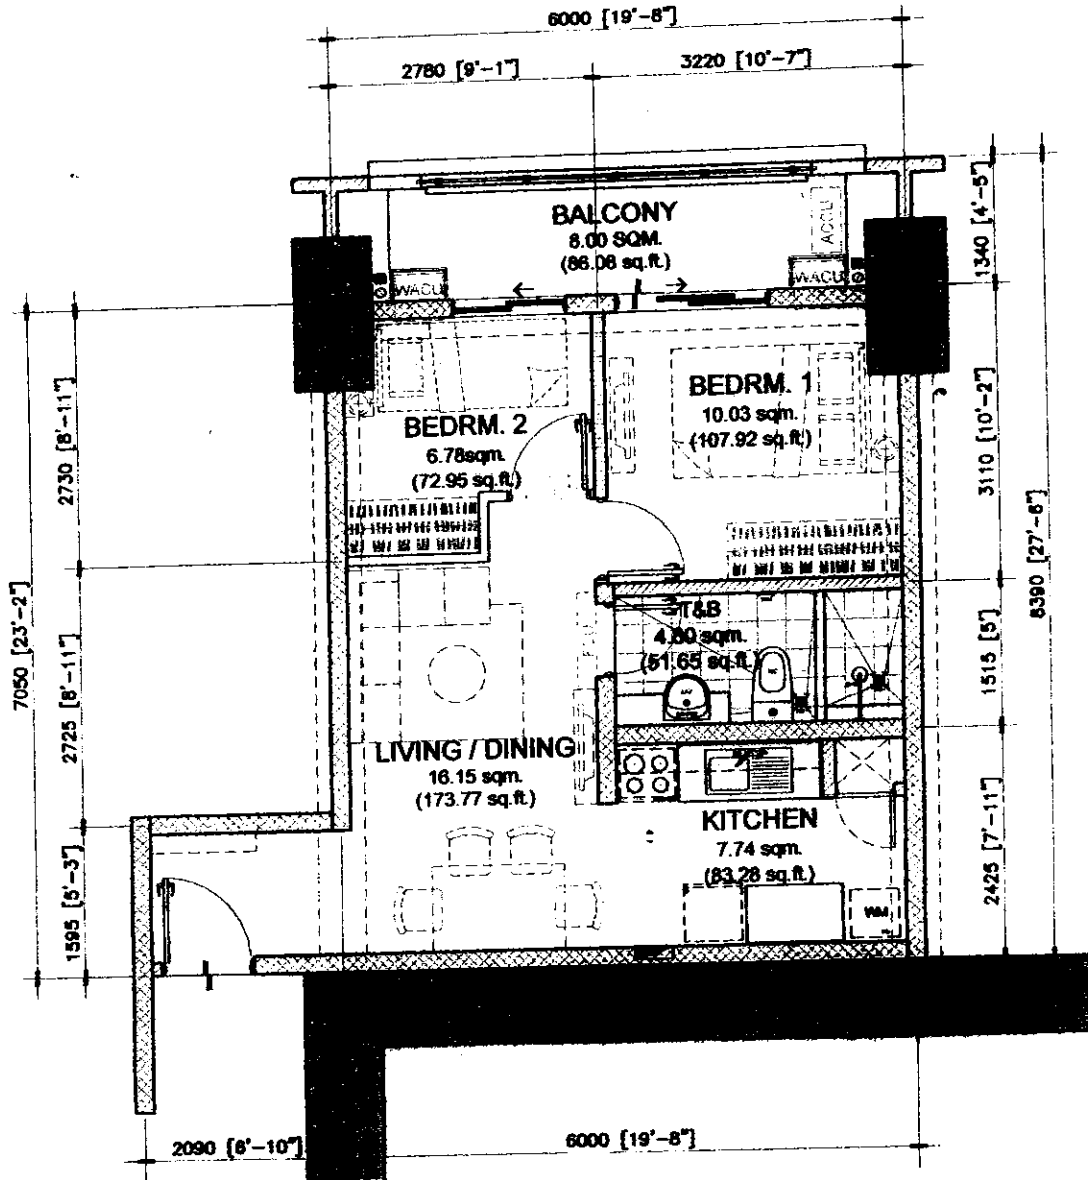 6000 [19'-8"]
2780 [9'-1"]
3220 [10'-7"]
BALCONY
8.00 SQM.
(86.08 sq.ft.)
ACCU
WACU
WACU
1340 [4'-5"]
BEDRM. 1
10.03 sqm.
(107.92 sq.ft.)
BEDRM. 2
6.78sqm.
(72.95 sq.ft.)
2730 [8'-11"]
3110 [10'-2"]
8390 [27'-6"]
7050 [23'-2"]
T&B
4.80 sqm.
(51.65 sq.ft.)
1515 [5']
2725 [8'-11"]
LIVING / DINING
16.15 sqm.
(173.77 sq.ft.)
KITCHEN
7.74 sqm.
(83.28 sq.ft.)
2425 [7'-11"]
1595 [5'-3"]
WM
2090 [6'-10"]
6000 [19'-8"]